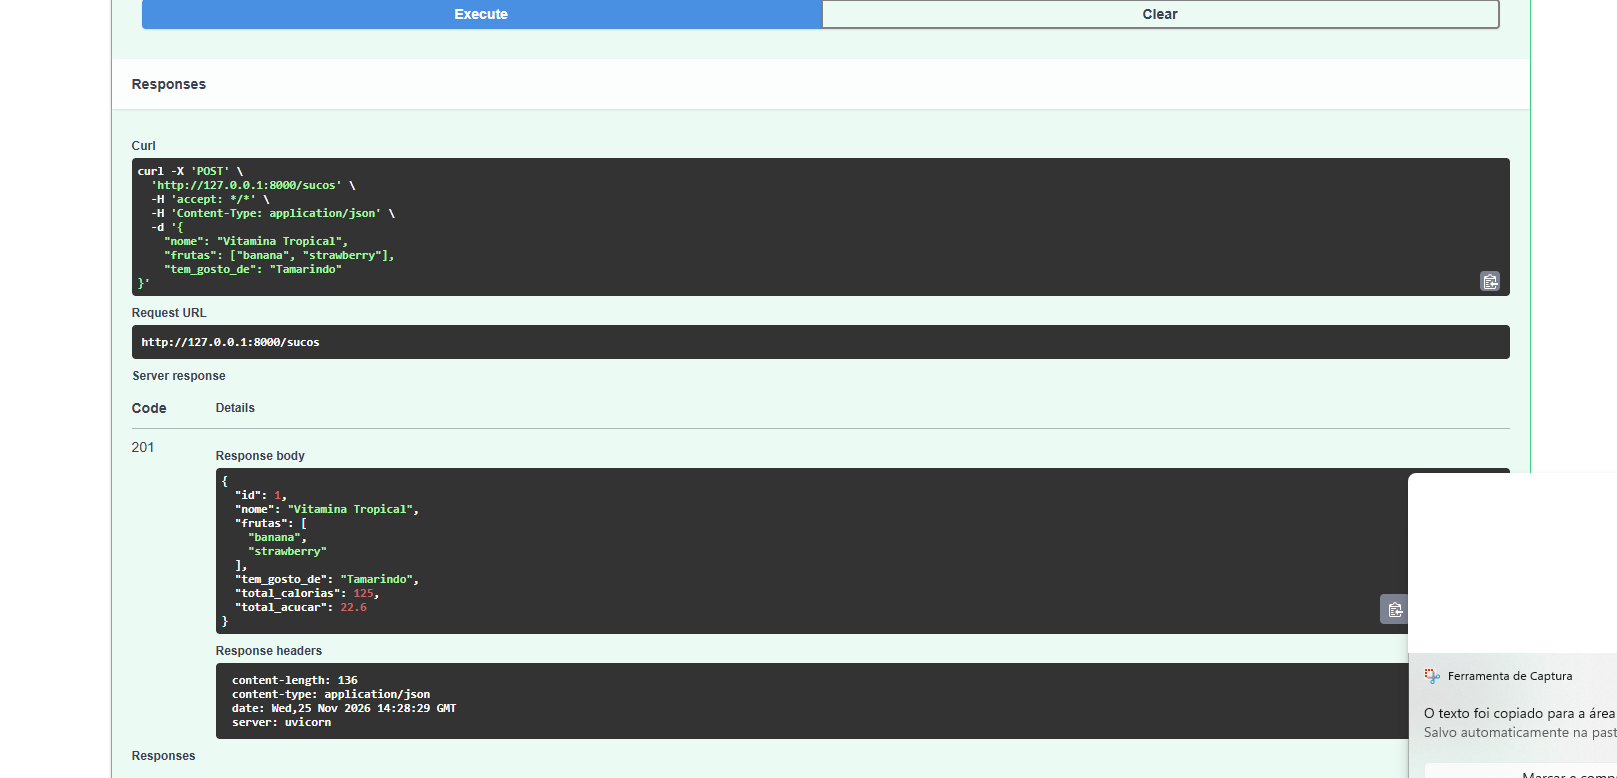 Execute
Clear
Responses
Curl
curl -X 'POST' \
  'http://127.0.0.1:8000/sucos' \
  -H 'accept: */*' \
  -H 'Content-Type: application/json' \
  -d '{
    "nome": "Vitamina Tropical",
    "frutas": ["banana", "strawberry"],
    "tem_gosto_de": "Tamarindo"
}'
Request URL
http://127.0.0.1:8000/sucos
Server response
Code Details
201
Response body
{
  "id": 1,
  "nome": "Vitamina Tropical",
  "frutas": [
    "banana",
    "strawberry"
  ],
  "tem_gosto_de": "Tamarindo",
  "total_calorias": 125,
  "total_acucar": 22.6
}
Response headers
content-length: 136
content-type: application/json
date: Wed,25 Nov 2026 14:28:29 GMT
server: uvicorn
Responses
Ferramenta de Captura
O texto foi copiado para a área
Salvo automaticamente na past
Marcar e comp